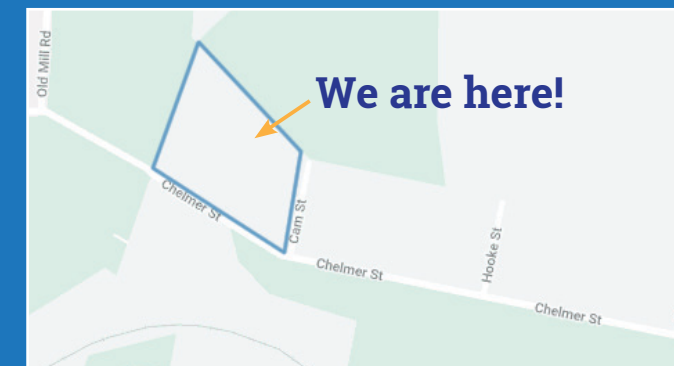 Old Mill Rd
We are here!
Chelmer St
Cam St
Chelmer St
Hooke St
Chelmer St